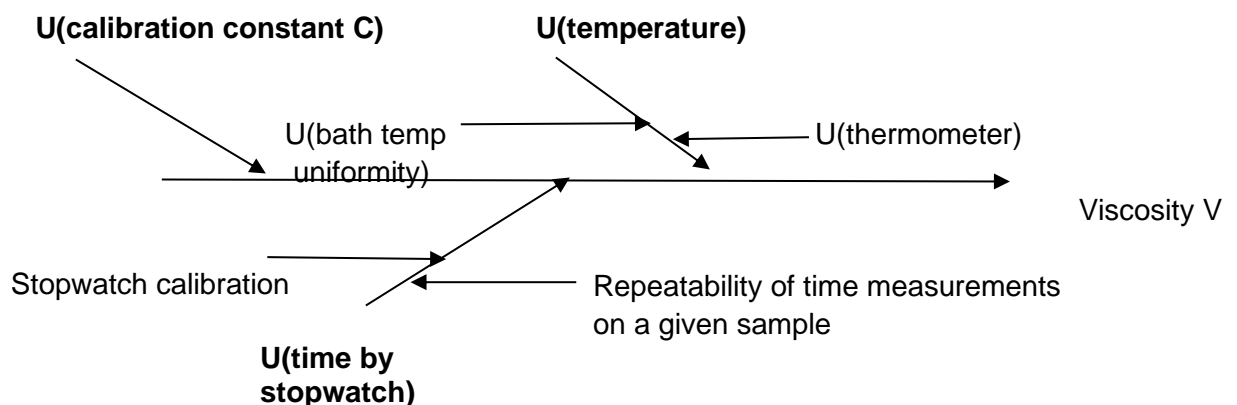 U(calibration constant C)
U(temperature)
U(bath temp
uniformity)
U(thermometer)
Viscosity V
Stopwatch calibration
Repeatability of time measurements
on a given sample
U(time by
stopwatch)